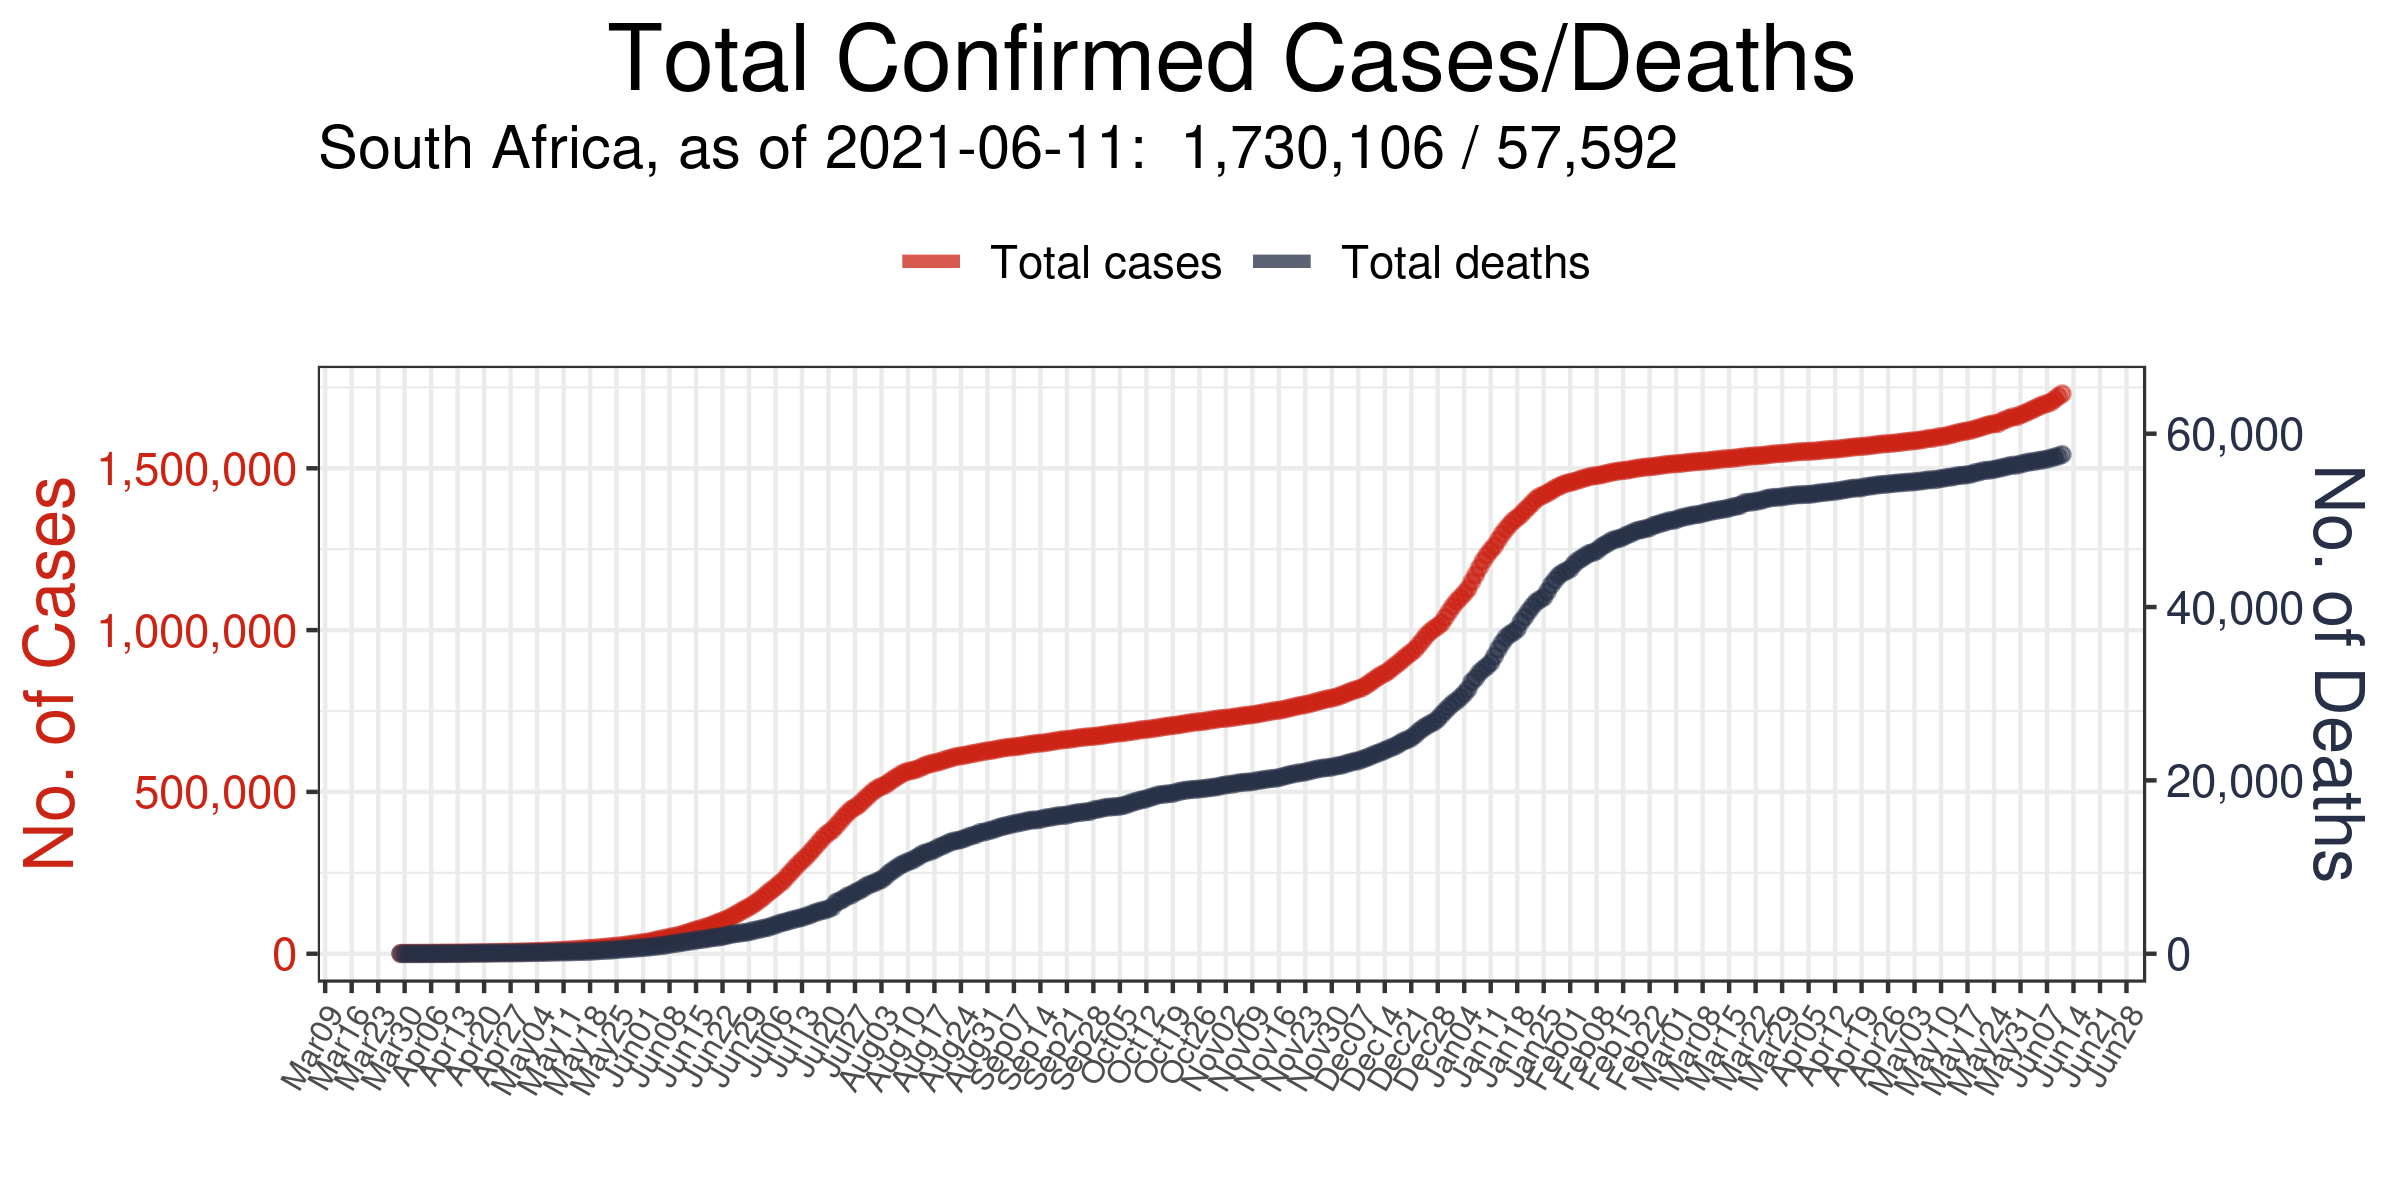 Total Confirmed Cases/Deaths
South Africa, as of 2021-06-11:  1,730,106 / 57,592
Total cases
Total deaths
No. of Cases
1,500,000
1,000,000
500,000
0
60,000
40,000
20,000
0
No. of Deaths
Mar09
Mar16
Mar23
Mar30
Apr06
Apr13
Apr20
Apr27
May04
May11
May18
May25
Jun01
Jun08
Jun15
Jun22
Jun29
Jul06
Jul13
Jul20
Jul27
Aug03
Aug10
Aug17
Aug24
Aug31
Sep07
Sep14
Sep21
Sep28
Oct05
Oct12
Oct19
Oct26
Nov02
Nov09
Nov16
Nov23
Nov30
Dec07
Dec14
Dec21
Dec28
Jan04
Jan11
Jan18
Jan25
Feb01
Feb08
Feb15
Feb22
Mar01
Mar08
Mar15
Mar22
Mar29
Apr05
Apr12
Apr19
Apr26
May03
May10
May17
May24
May31
Jun07
Jun14
Jun21
Jun28